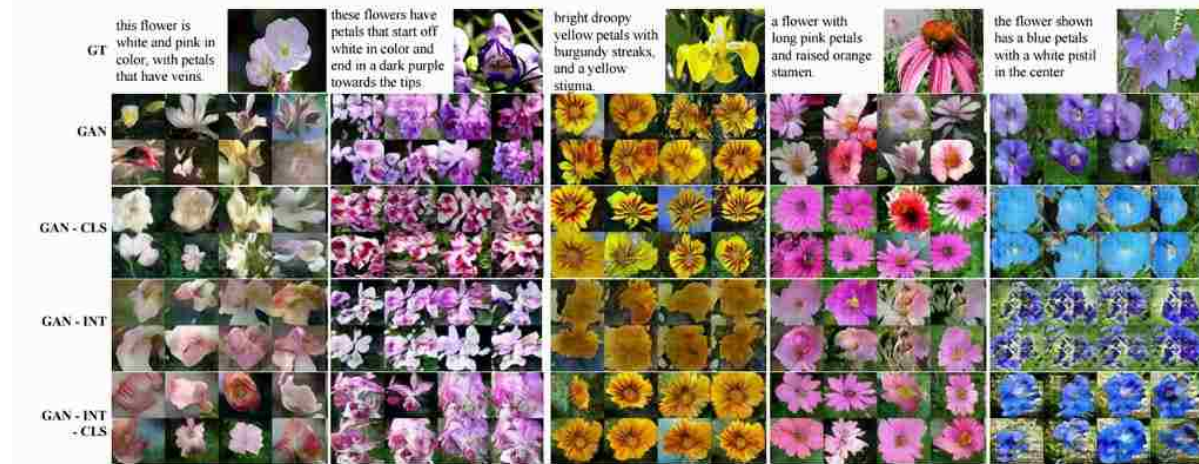 GT
this flower is
white and pink in
color, with petals
that have veins.
these flowers have
petals that start off
white in color and
end in a dark purple
towards the tips
bright droopy
yellow petals with
burgundy streaks,
and a yellow
stigma.
a flower with
long pink petals
and raised orange
stamen.
the flower shown
has a blue petals
with a white pistil
in the center
GAN
GAN - CLS
GAN - INT
GAN - INT
- CLS